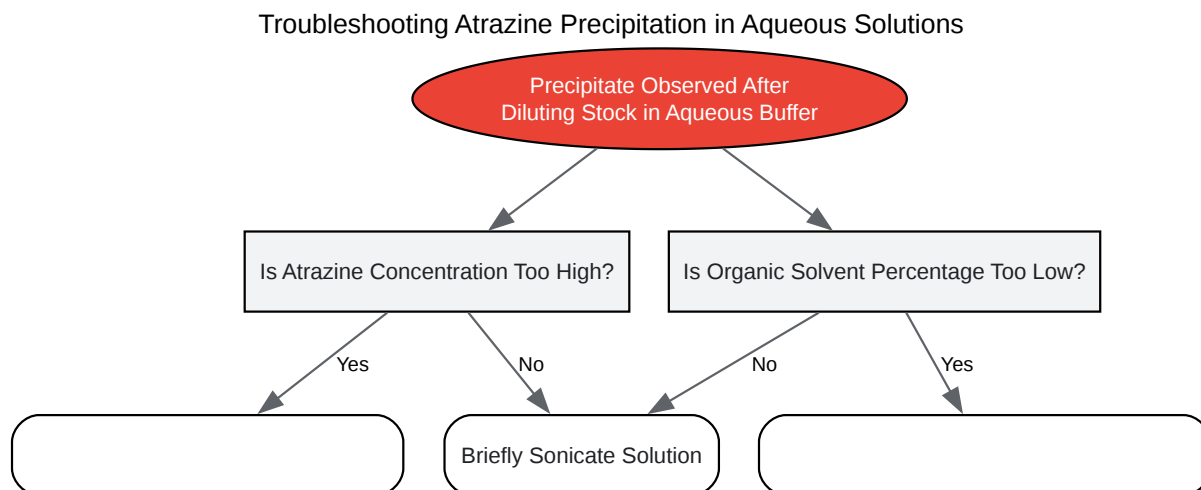 Troubleshooting Atrazine Precipitation in Aqueous Solutions
Precipitate Observed After
Diluting Stock in Aqueous Buffer
Is Atrazine Concentration Too High?
Is Organic Solvent Percentage Too Low?
Yes
No
No
Yes
Briefly Sonicate Solution